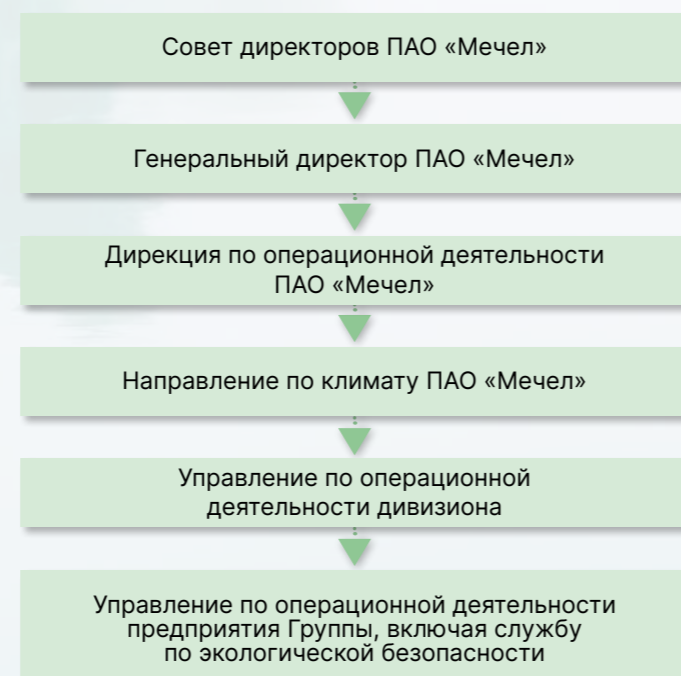 Совет директоров ПАО «Мечел»
Генеральный директор ПАО «Мечел»
Дирекция по операционной деятельности
ПАО «Мечел»
Направление по климату ПАО «Мечел»
Управление по операционной
деятельности дивизиона
Управление по операционной деятельности
предприятия Группы, включая службу
по экологической безопасности